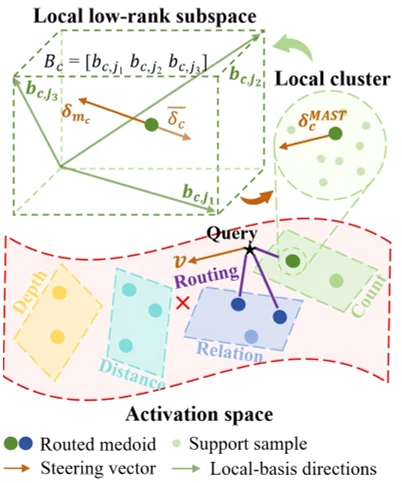 Local low-rank subspace
B_c = [b_{c,j_1} b_{c,j_2} b_{c,j_3}]
b_{c,j_2}
Local cluster
b_{c,j_3}
δ_{m_c}
\overline{δ_c}
δ_c^{MAST}
b_{c,j_1}
Query
v
Routing
Depth
Distance
Relation
Count
Activation space
Routed medoid
Support sample
Steering vector
Local-basis directions